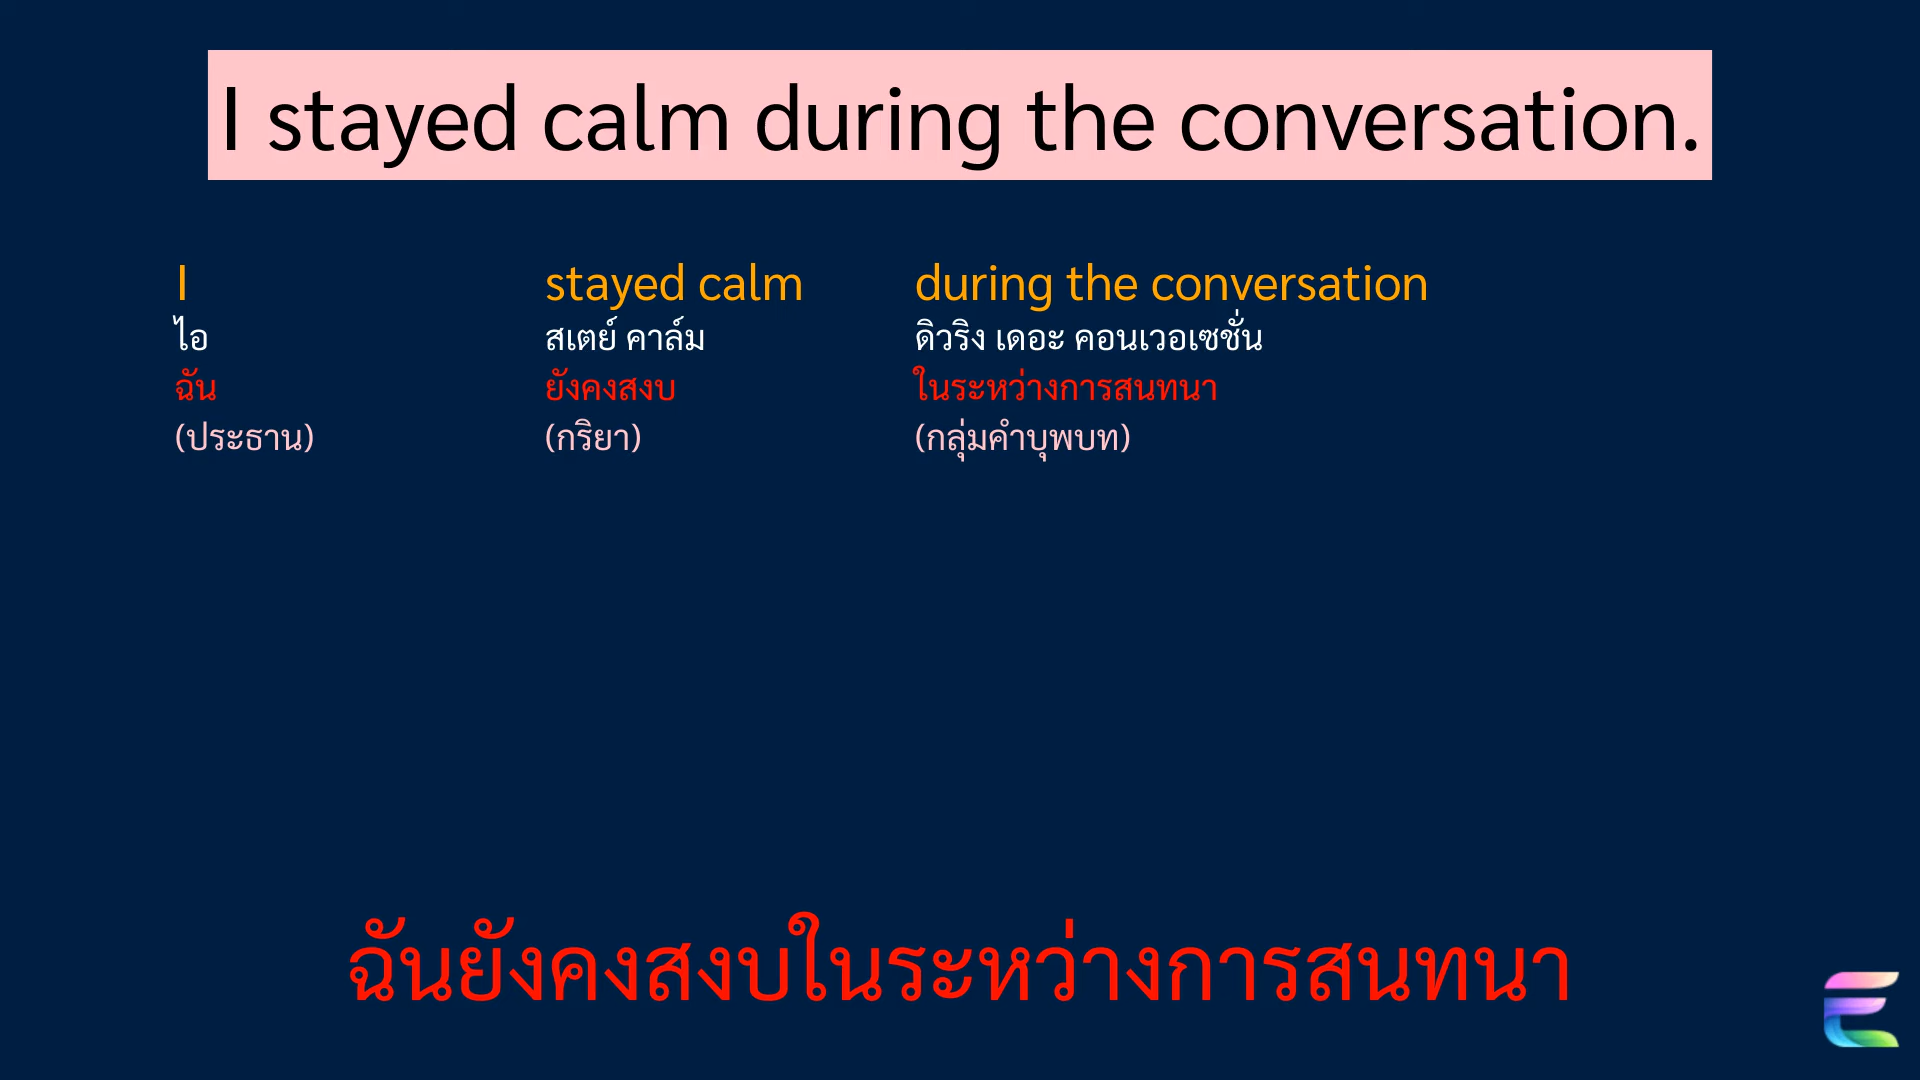 I stayed calm during the conversation.
I
ไอ
ฉัน
(ประธาน)
stayed calm
สเตย์ คาล์ม
ยังคงสงบ
(กริยา)
during the conversation
ดิวริง เดอะ คอนเวอเซชั่น
ในระหว่างการสนทนา
(กลุ่มคำบุพบท)
ฉันยังคงสงบในระหว่างการสนทนา